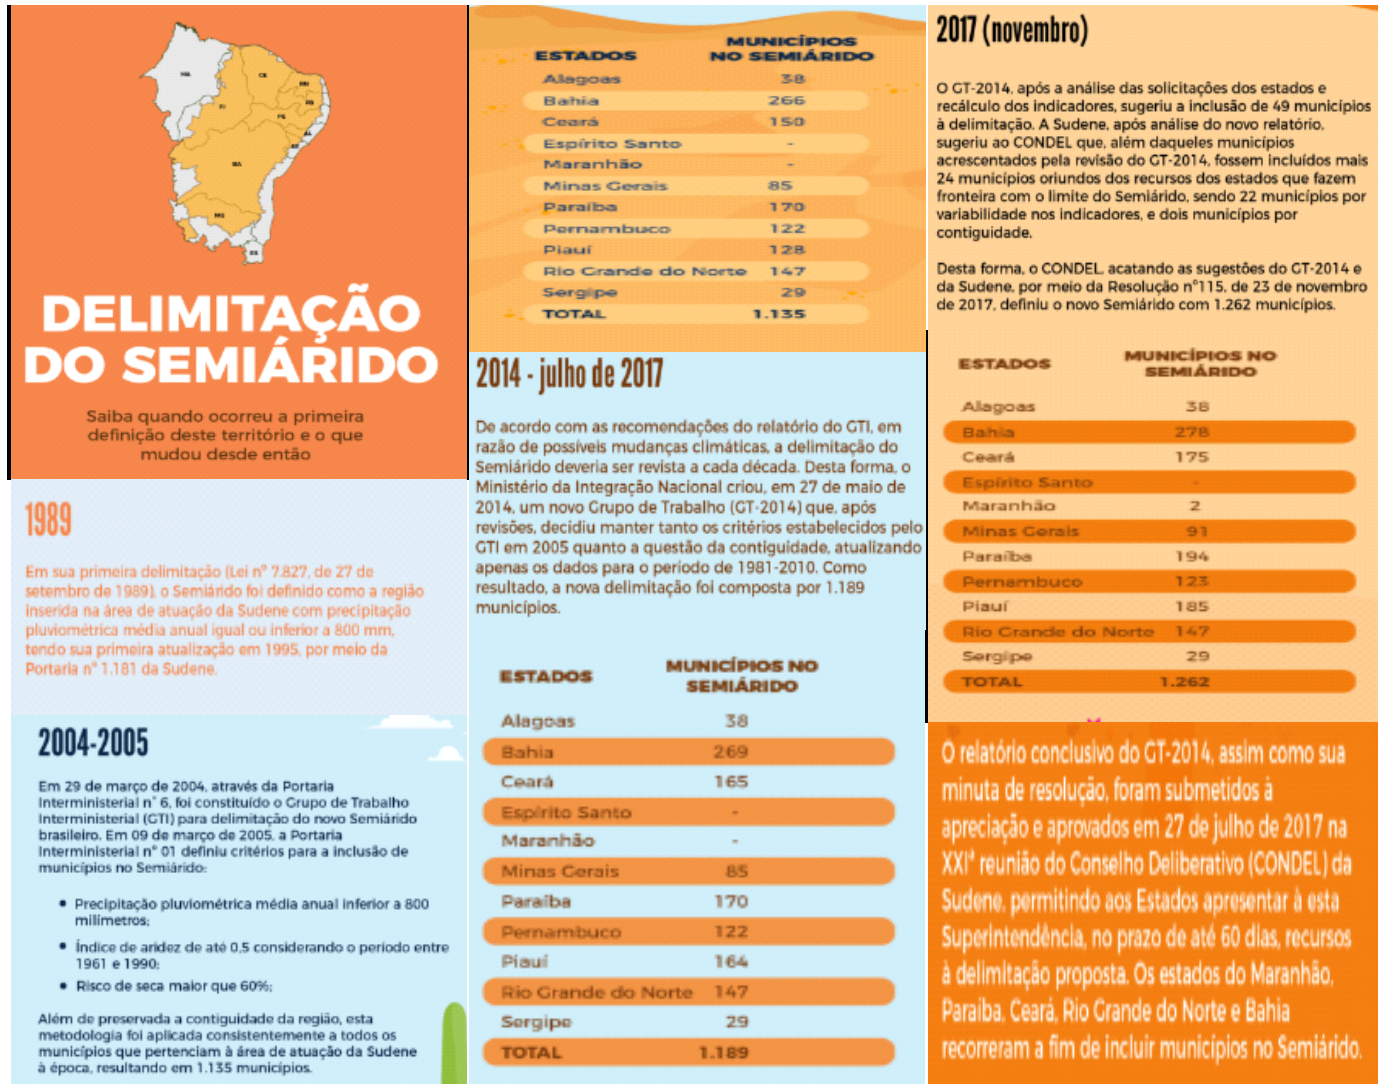 MA
CE
RN
PB
PI
PE
AL
SE
BA
MG
ES
DELIMITAÇÃO
DO SEMIÁRIDO
Saiba quando ocorreu a primeira
definição deste território e o que
mudou desde então
1989
Em sua primeira delimitação (Lei nº 7.827, de 27 de
setembro de 1989), o Semiárido foi definido como a região
inserida na área de atuação da Sudene com precipitação
pluviométrica média anual igual ou inferior a 800 mm,
tendo sua primeira atualização em 1995, por meio da
Portaria nº 1.181 da Sudene.
2004-2005
Em 29 de março de 2004, através da Portaria
Interministerial n° 6, foi constituído o Grupo de Trabalho
Interministerial (GTI) para delimitação do novo Semiárido
brasileiro. Em 09 de março de 2005, a Portaria
Interministerial nº 01 definiu critérios para a inclusão de
municípios no Semiárido:
• Precipitação pluviométrica média anual inferior a 800
milímetros;
• Índice de aridez de até 0,5 considerando o período entre
1961 e 1990;
• Risco de seca maior que 60%;
Além de preservada a contiguidade da região, esta
metodologia foi aplicada consistentemente a todos os
municípios que pertenciam à área de atuação da Sudene
à época, resultando em 1.135 municípios.
ESTADOS MUNICÍPIOS NO SEMIÁRIDO
Alagoas 38
Bahia 266
Ceará 150
Espírito Santo -
Maranhão -
Minas Gerais 85
Paraíba 170
Pernambuco 122
Piauí 128
Rio Grande do Norte 147
Sergipe 29
TOTAL 1.135
2014 - julho de 2017
De acordo com as recomendações do relatório do GTI, em
razão de possíveis mudanças climáticas, a delimitação do
Semiárido deveria ser revista a cada década. Desta forma, o
Ministério da Integração Nacional criou, em 27 de maio de
2014, um novo Grupo de Trabalho (GT-2014) que, após
revisões, decidiu manter tanto os critérios estabelecidos pelo
GTI em 2005 quanto a questão da contiguidade, atualizando
apenas os dados para o período de 1981-2010. Como
resultado, a nova delimitação foi composta por 1.189
municípios.
ESTADOS MUNICÍPIOS NO SEMIÁRIDO
Alagoas 38
Bahia 269
Ceará 165
Espírito Santo -
Maranhão -
Minas Gerais 85
Paraíba 170
Pernambuco 122
Piauí 164
Rio Grande do Norte 147
Sergipe 29
TOTAL 1.189
2017 (novembro)
O GT-2014, após a análise das solicitações dos estados e
recálculo dos indicadores, sugeriu a inclusão de 49 municípios
à delimitação. A Sudene, após análise do novo relatório,
sugeriu ao CONDEL que, além daqueles municípios
acrescentados pela revisão do GT-2014, fossem incluídos mais
24 municípios oriundos dos recursos dos estados que fazem
fronteira com o limite do Semiárido, sendo 22 municípios por
variabilidade nos indicadores, e dois municípios por
contiguidade.
Desta forma, o CONDEL, acatando as sugestões do GT-2014 e
da Sudene, por meio da Resolução nº115, de 23 de novembro
de 2017, definiu o novo Semiárido com 1.262 municípios.
ESTADOS MUNICÍPIOS NO SEMIÁRIDO
Alagoas 38
Bahia 278
Ceará 175
Espírito Santo -
Maranhão 2
Minas Gerais 91
Paraíba 194
Pernambuco 123
Piauí 185
Rio Grande do Norte 147
Sergipe 29
TOTAL 1.262
O relatório conclusivo do GT-2014, assim como sua
minuta de resolução, foram submetidos à
apreciação e aprovados em 27 de julho de 2017 na
XXIª reunião do Conselho Deliberativo (CONDEL) da
Sudene, permitindo aos Estados apresentar à esta
Superintendência, no prazo de até 60 dias, recursos
à delimitação proposta. Os estados do Maranhão,
Paraíba, Ceará, Rio Grande do Norte e Bahia
recorreram a fim de incluir municípios no Semiárido.